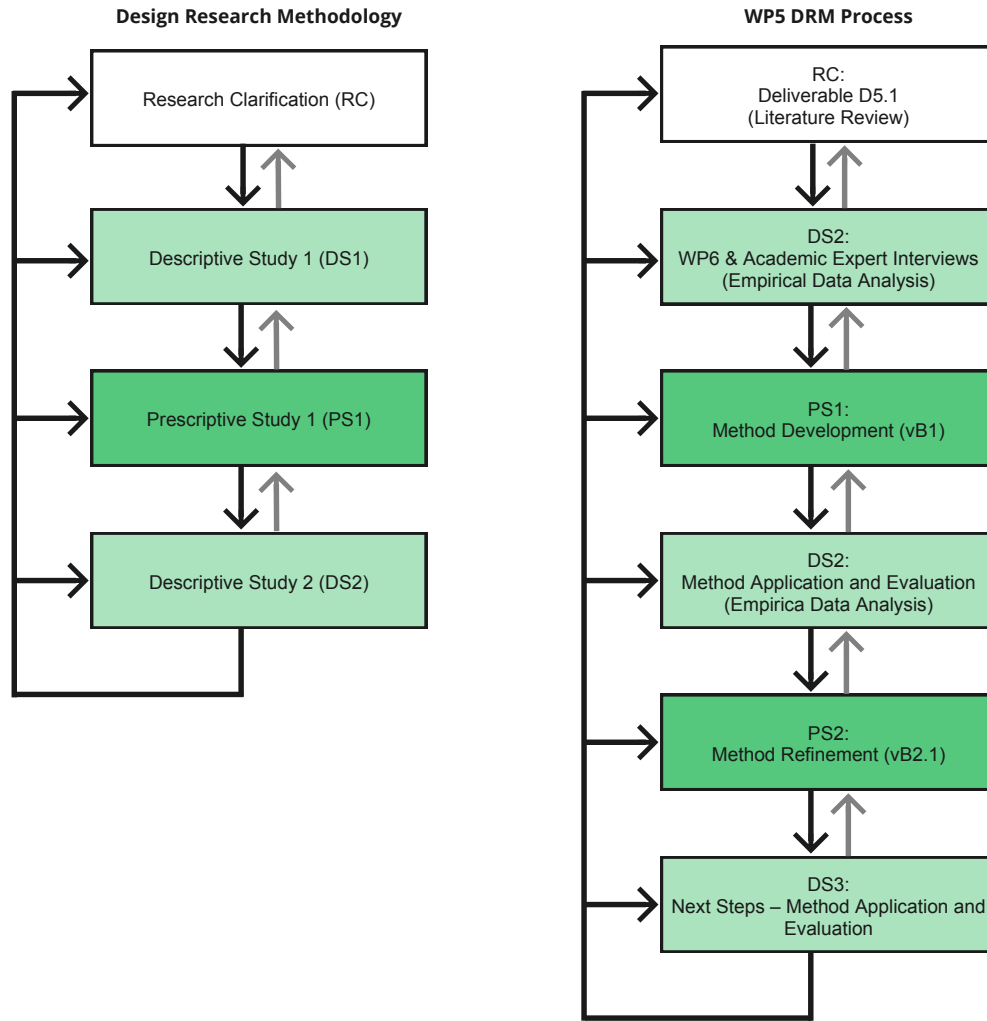 Design Research Methodology
Research Clarification (RC)
Descriptive Study 1 (DS1)
Prescriptive Study 1 (PS1)
Descriptive Study 2 (DS2)
WP5 DRM Process
RC:
Deliverable D5.1
(Literature Review)
DS2:
WP6 & Academic Expert Interviews
(Empirical Data Analysis)
PS1:
Method Development (vB1)
DS2:
Method Application and Evaluation
(Empirica Data Analysis)
PS2:
Method Refinement (vB2.1)
DS3:
Next Steps – Method Application and
Evaluation